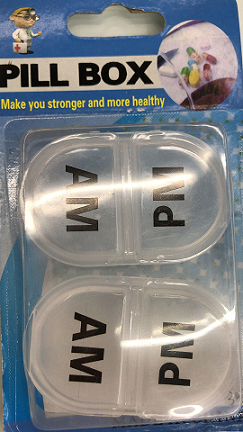 PILL BOX
Make you stronger and more healthy
AM PM
AM PM